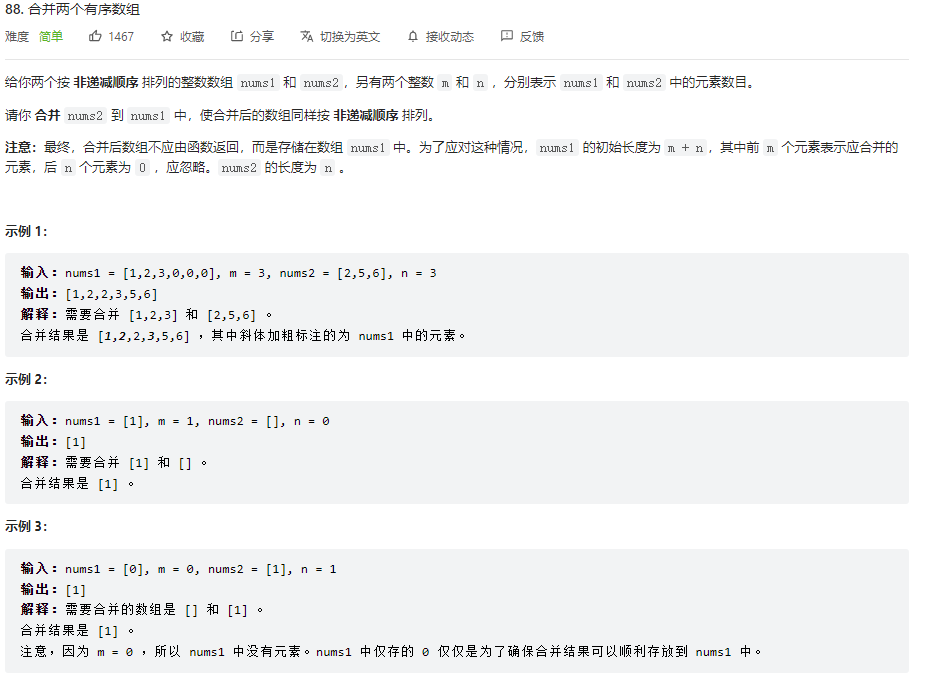 88. 合并两个有序数组
难度 简单 1467 收藏 分享 切换为英文 接收动态 反馈
给你两个按 非递减顺序 排列的整数数组 nums1 和 nums2，另有两个整数 m 和 n ，分别表示 nums1 和 nums2 中的元素数目。
请你 合并 nums2 到 nums1 中，使合并后的数组同样按 非递减顺序 排列。
注意：最终，合并后数组不应由函数返回，而是存储在数组 nums1 中。为了应对这种情况，nums1 的初始长度为 m + n，其中前 m 个元素表示应合并的
元素，后 n 个元素为 0 ，应忽略。nums2 的长度为 n 。
示例 1：
输入：nums1 = [1,2,3,0,0,0], m = 3, nums2 = [2,5,6], n = 3
输出：[1,2,2,3,5,6]
解释：需要合并 [1,2,3] 和 [2,5,6] 。
合并结果是 [1,2,2,3,5,6] ，其中斜体加粗标注的为 nums1 中的元素。
示例 2：
输入：nums1 = [1], m = 1, nums2 = [], n = 0
输出：[1]
解释：需要合并 [1] 和 [] 。
合并结果是 [1] 。
示例 3：
输入：nums1 = [0], m = 0, nums2 = [1], n = 1
输出：[1]
解释：需要合并的数组是 [] 和 [1] 。
合并结果是 [1] 。
注意，因为 m = 0 ，所以 nums1 中没有元素。nums1 中仅存的 0 仅仅是为了确保合并结果可以顺利存放到 nums1 中。